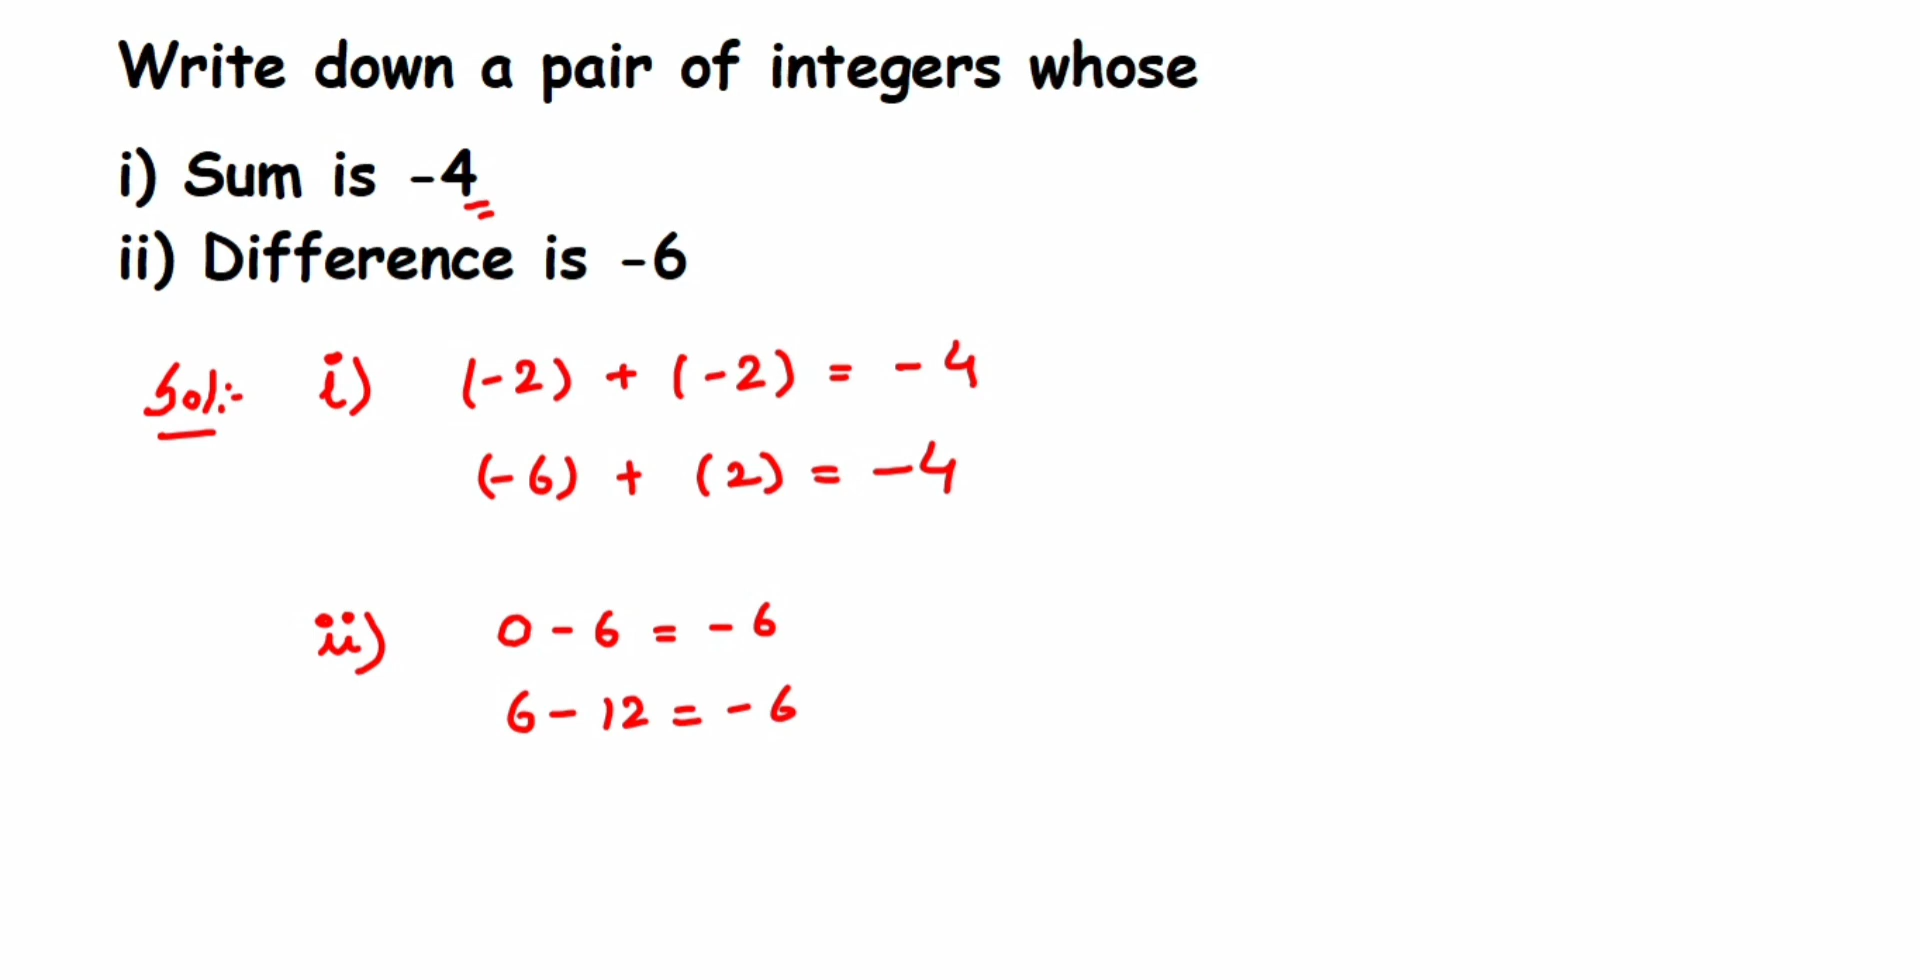 Write down a pair of integers whose
i) Sum is -4
ii) Difference is -6
Sol:- i) (-2) + (-2) = -4
(-6) + (2) = -4
ii) 0 - 6 = -6
6 - 12 = -6